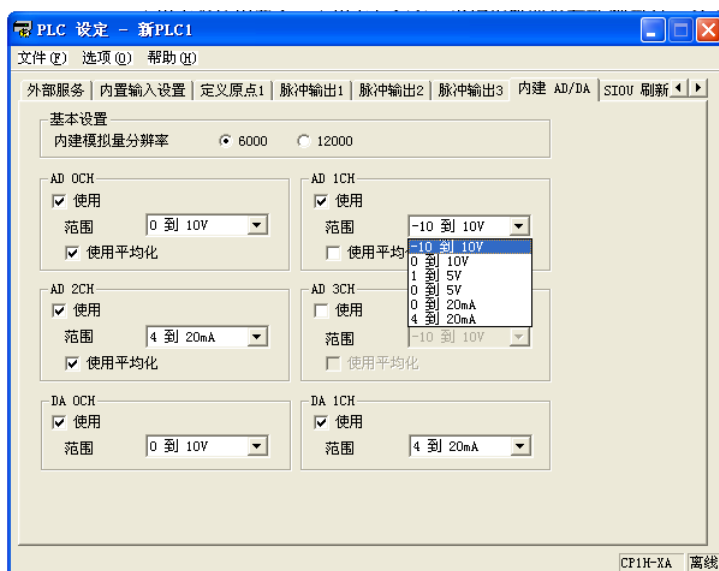 PLC 设定 - 新PLC1
文件(F) 选项(O) 帮助(H)
外部服务 内置输入设置 定义原点1 脉冲输出1 脉冲输出2 脉冲输出3 内建 AD/DA SIOU 刷新
基本设置
内建模拟量分辨率 6000 12000
AD 0CH
使用
范围 0 到 10V
使用平均化
AD 1CH
使用
范围 -10 到 10V
使用平均
-10 到 10V
0 到 10V
1 到 5V
0 到 5V
0 到 20mA
4 到 20mA
AD 2CH
使用
范围 4 到 20mA
使用平均化
AD 3CH
使用
范围 -10 到 10V
使用平均化
DA 0CH
使用
范围 0 到 10V
DA 1CH
使用
范围 4 到 20mA
CP1H-XA 离线